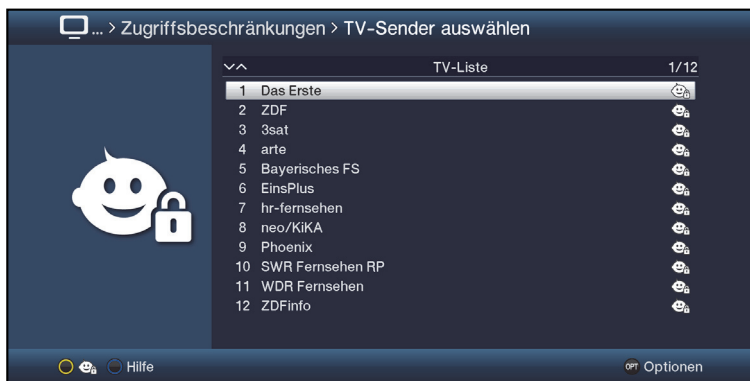 ... > Zugriffsbeschränkungen > TV-Sender auswählen
TV-Liste 1/12
1 Das Erste
2 ZDF
3 3sat
4 arte
5 Bayerisches FS
6 EinsPlus
7 hr-fernsehen
8 neo/KiKA
9 Phoenix
10 SWR Fernsehen RP
11 WDR Fernsehen
12 ZDFinfo
Hilfe OPT Optionen